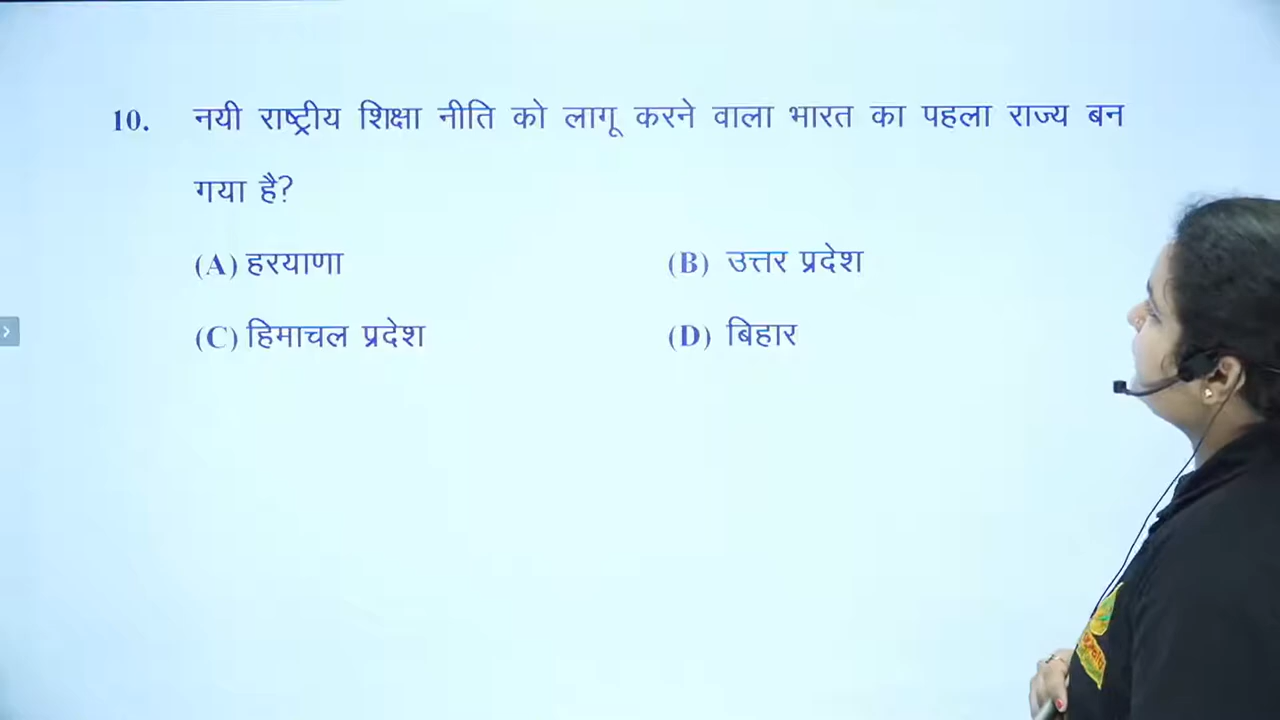 10. नयी राष्ट्रीय शिक्षा नीति को लागू करने वाला भारत का पहला राज्य बन
गया है?
(A) हरयाणा (B) उत्तर प्रदेश
(C) हिमाचल प्रदेश (D) बिहार